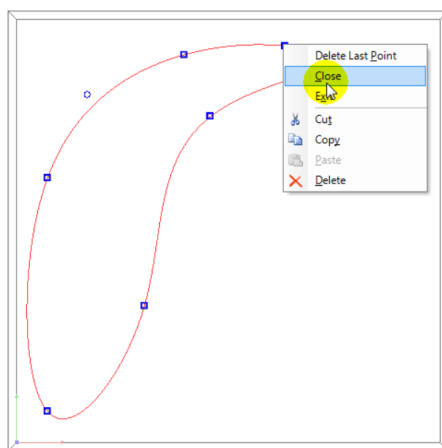 Delete Last Point
Close
Exit
Cut
Copy
Paste
Delete